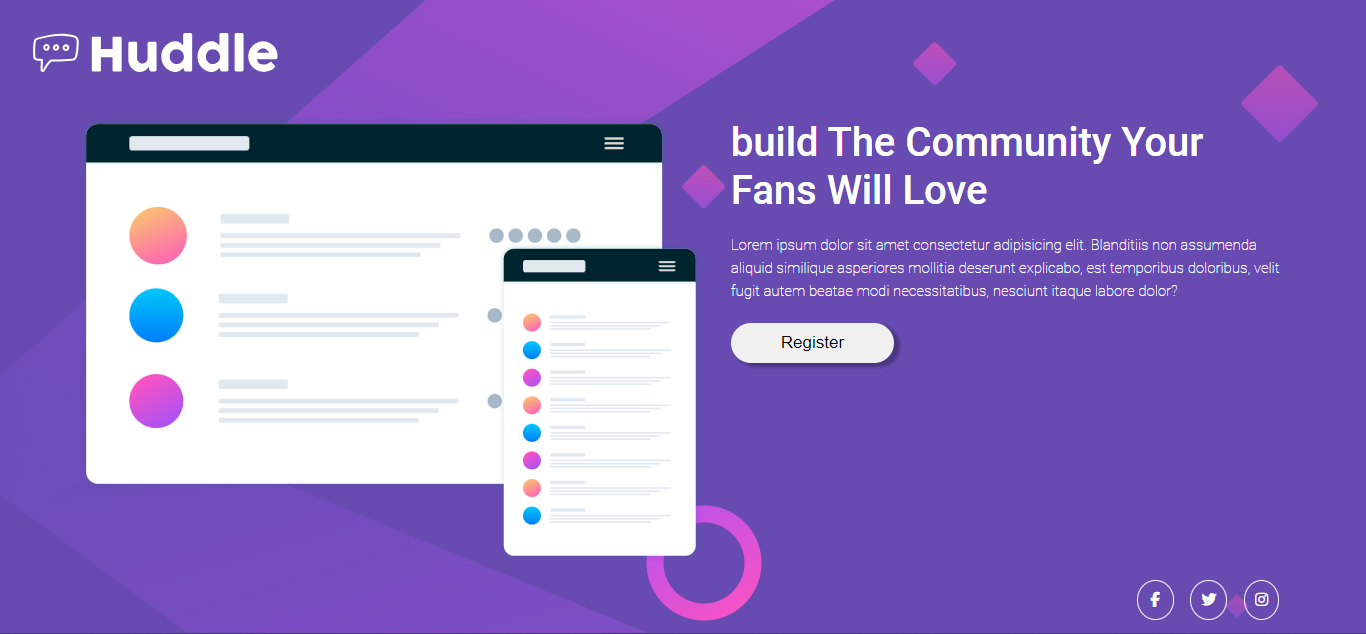 Huddle
build The Community Your
Fans Will Love
Lorem ipsum dolor sit amet consectetur adipisicing elit. Blanditiis non assumenda
aliquid similique asperiores mollitia deserunt explicabo, est temporibus doloribus, velit
fugit autem beatae modi necessitatibus, nesciunt itaque labore dolor?
Register